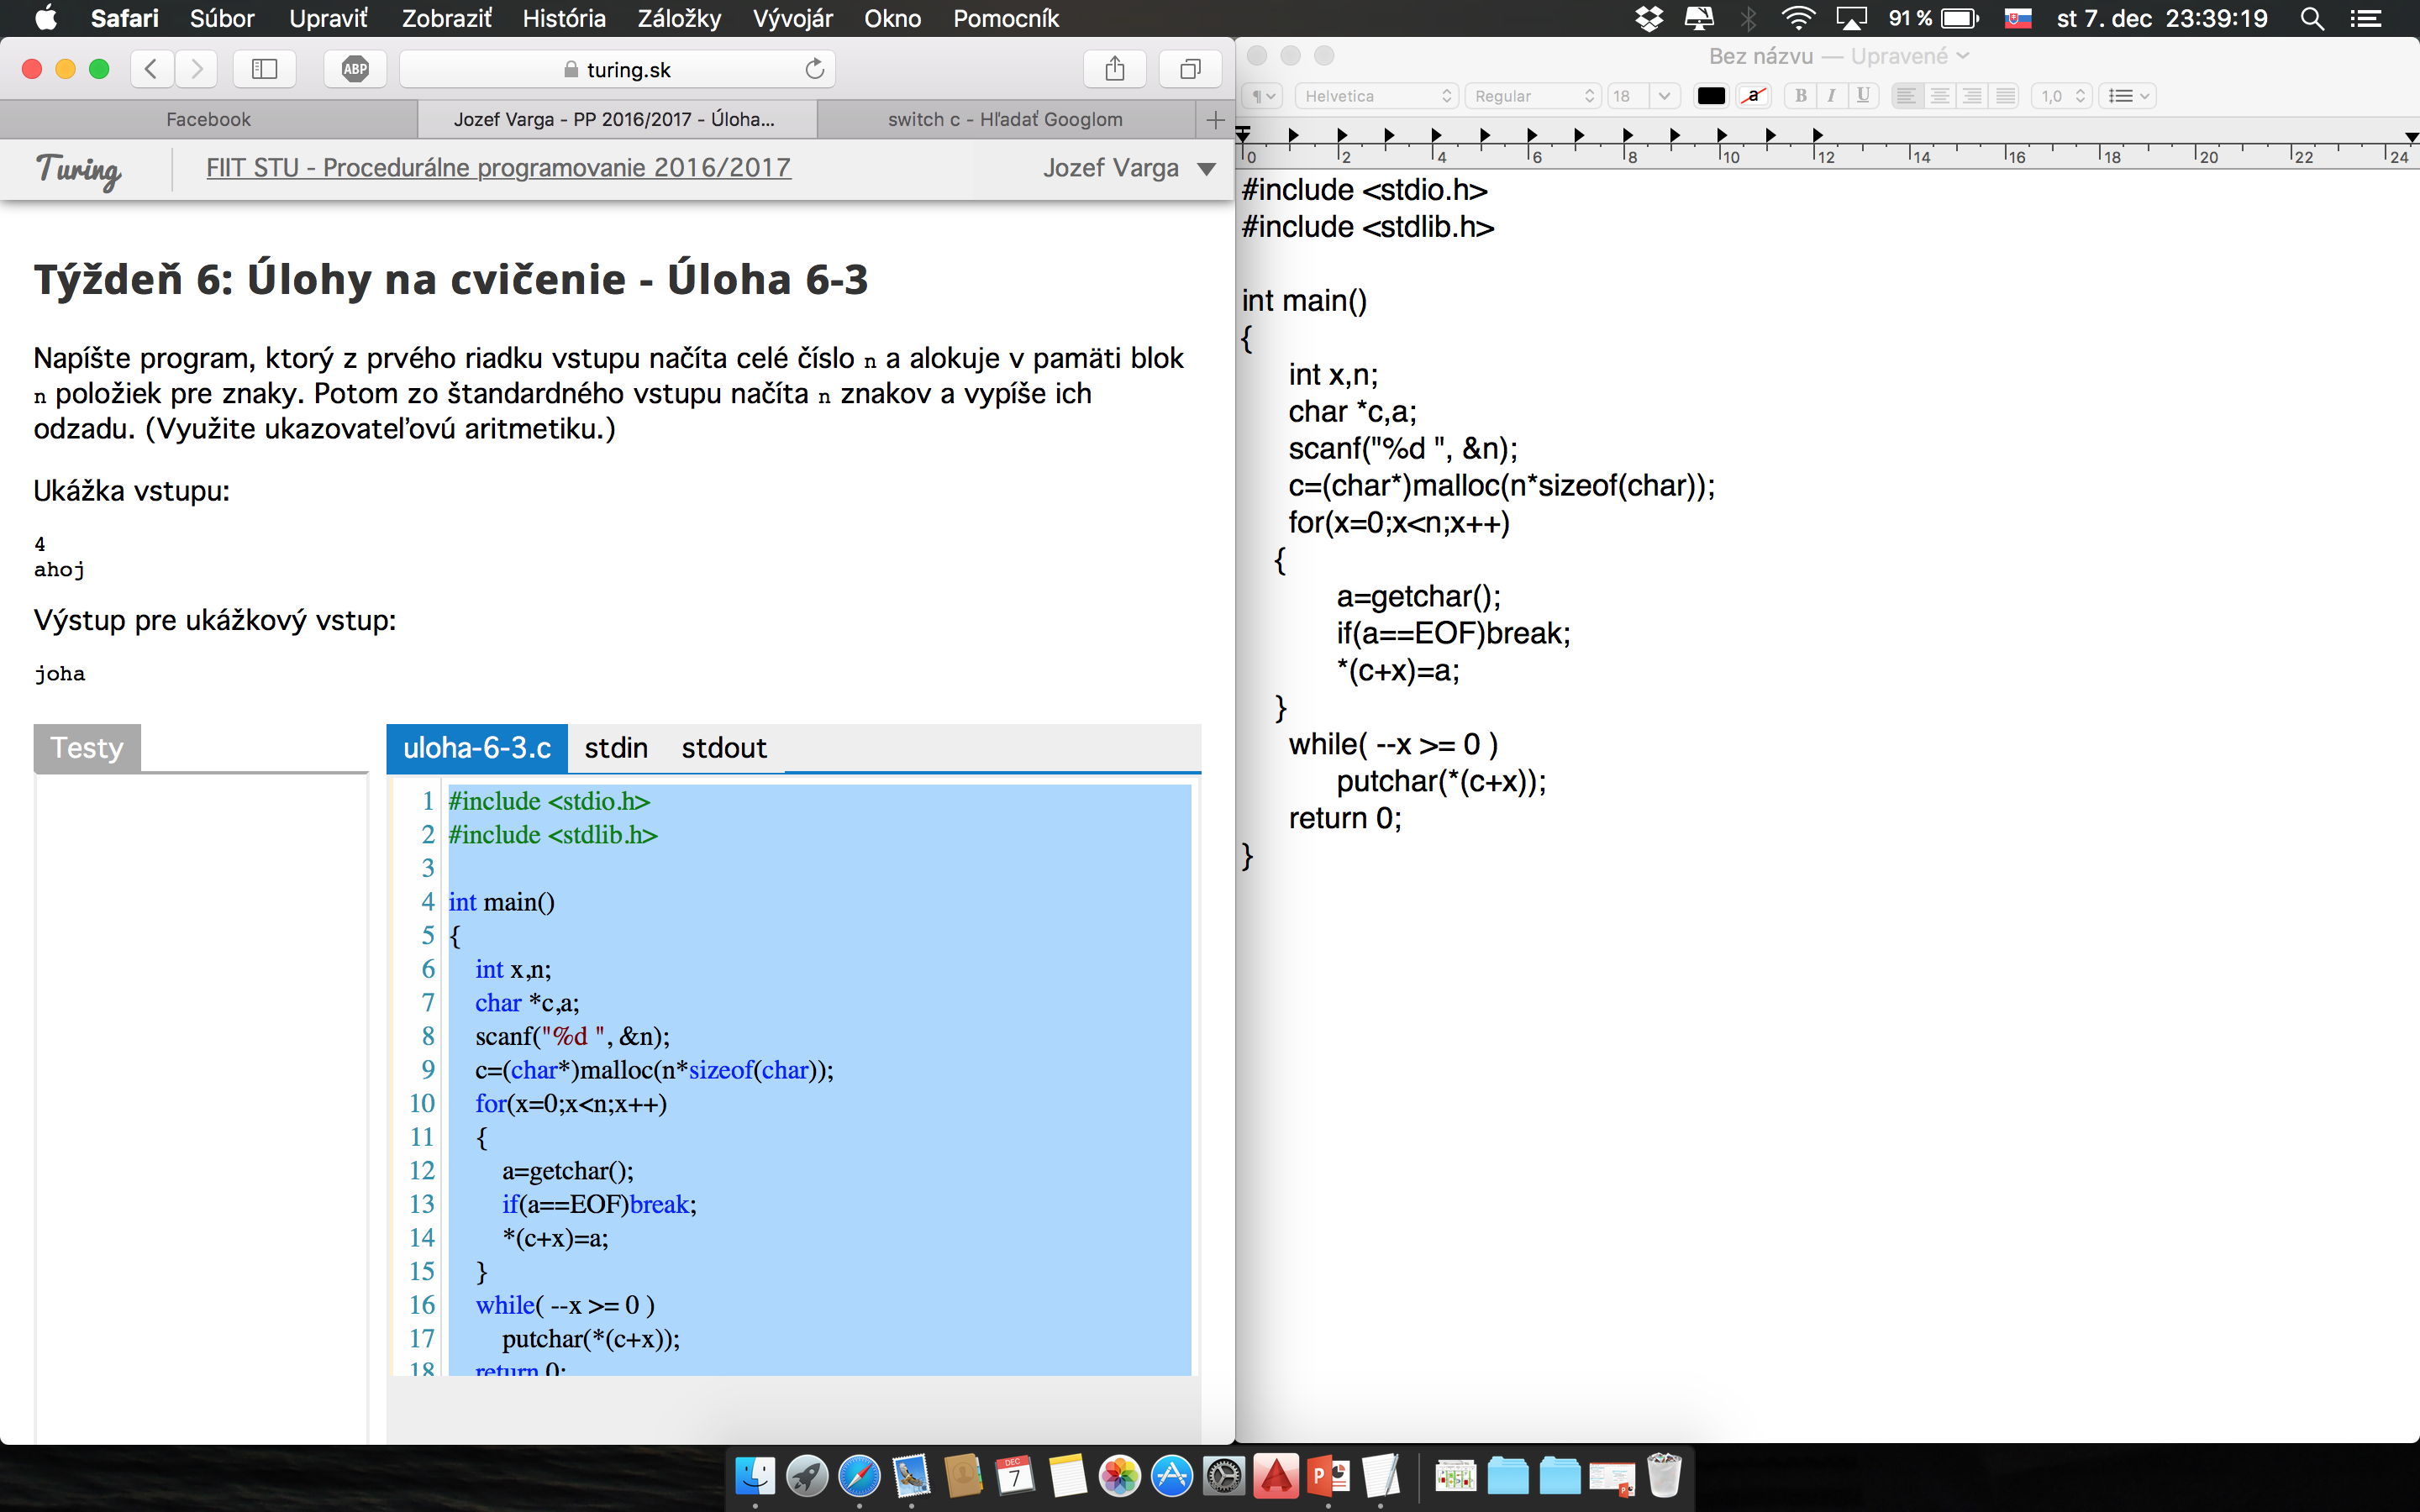 Safari Súbor Upraviť Zobraziť História Záložky Vývojár Okno Pomocník 91 % st 7. dec 23:39:19
ABP turing.sk
Facebook Jozef Varga - PP 2016/2017 - Úloha... switch c - Hľadať Googlom
Turing FIIT STU - Procedurálne programovanie 2016/2017 Jozef Varga
Týždeň 6: Úlohy na cvičenie - Úloha 6-3
Napíšte program, ktorý z prvého riadku vstupu načíta celé číslo n a alokuje v pamäti blok
n položiek pre znaky. Potom zo štandardného vstupu načíta n znakov a vypíše ich
odzadu. (Využite ukazovateľovú aritmetiku.)
Ukážka vstupu:
4
ahoj
Výstup pre ukážkový vstup:
joha
Testy
uloha-6-3.c stdin stdout
1 #include <stdio.h>
2 #include <stdlib.h>
3
4 int main()
5 {
6 int x,n;
7 char *c,a;
8 scanf("%d ", &n);
9 c=(char*)malloc(n*sizeof(char));
10 for(x=0;x<n;x++)
11 {
12 a=getchar();
13 if(a==EOF)break;
14 *(c+x)=a;
15 }
16 while( --x >= 0 )
17 putchar(*(c+x));
18 return 0;
Bez názvu — Upravené
Helvetica Regular 18 a B I U 1,0
0 2 4 6 8 10 12 14 16 18 20 22 24
#include <stdio.h>
#include <stdlib.h>
int main()
{
int x,n;
char *c,a;
scanf("%d ", &n);
c=(char*)malloc(n*sizeof(char));
for(x=0;x<n;x++)
{
a=getchar();
if(a==EOF)break;
*(c+x)=a;
}
while( --x >= 0 )
putchar(*(c+x));
return 0;
}
DEC
7
P